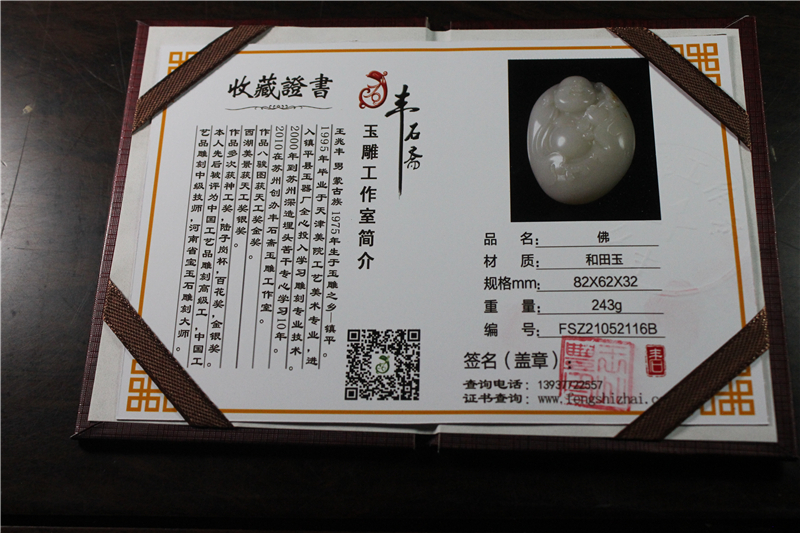 收藏證書
丰石斋
玉雕工作室简介
王兆丰 男 蒙古族 1975年生于玉雕之乡—镇平。
1995年毕业于天津美院工艺美术专业,进
入镇平县玉器厂全心投入学习雕刻专业技术。
2000年到苏州深造埋头苦干专心学习10年。
2010在苏州创办丰石斋玉雕工作室。
作品八骏图获天工奖金奖。
西湖美景获天工奖银奖。
作品多次获神工奖,陆子岗杯,百花奖,金银奖。
本人先后被评为中国工艺品雕刻高级工,中国工
艺品雕刻中级技师,河南省宝玉石雕刻大师。
品 名: 佛
材 质: 和田玉
规格mm: 82X62X32
重 量: 243g
编 号: FSZ21052116B
签名（盖章）:
查询电话: 13937722557
证书查询: www.fengshizhai.c